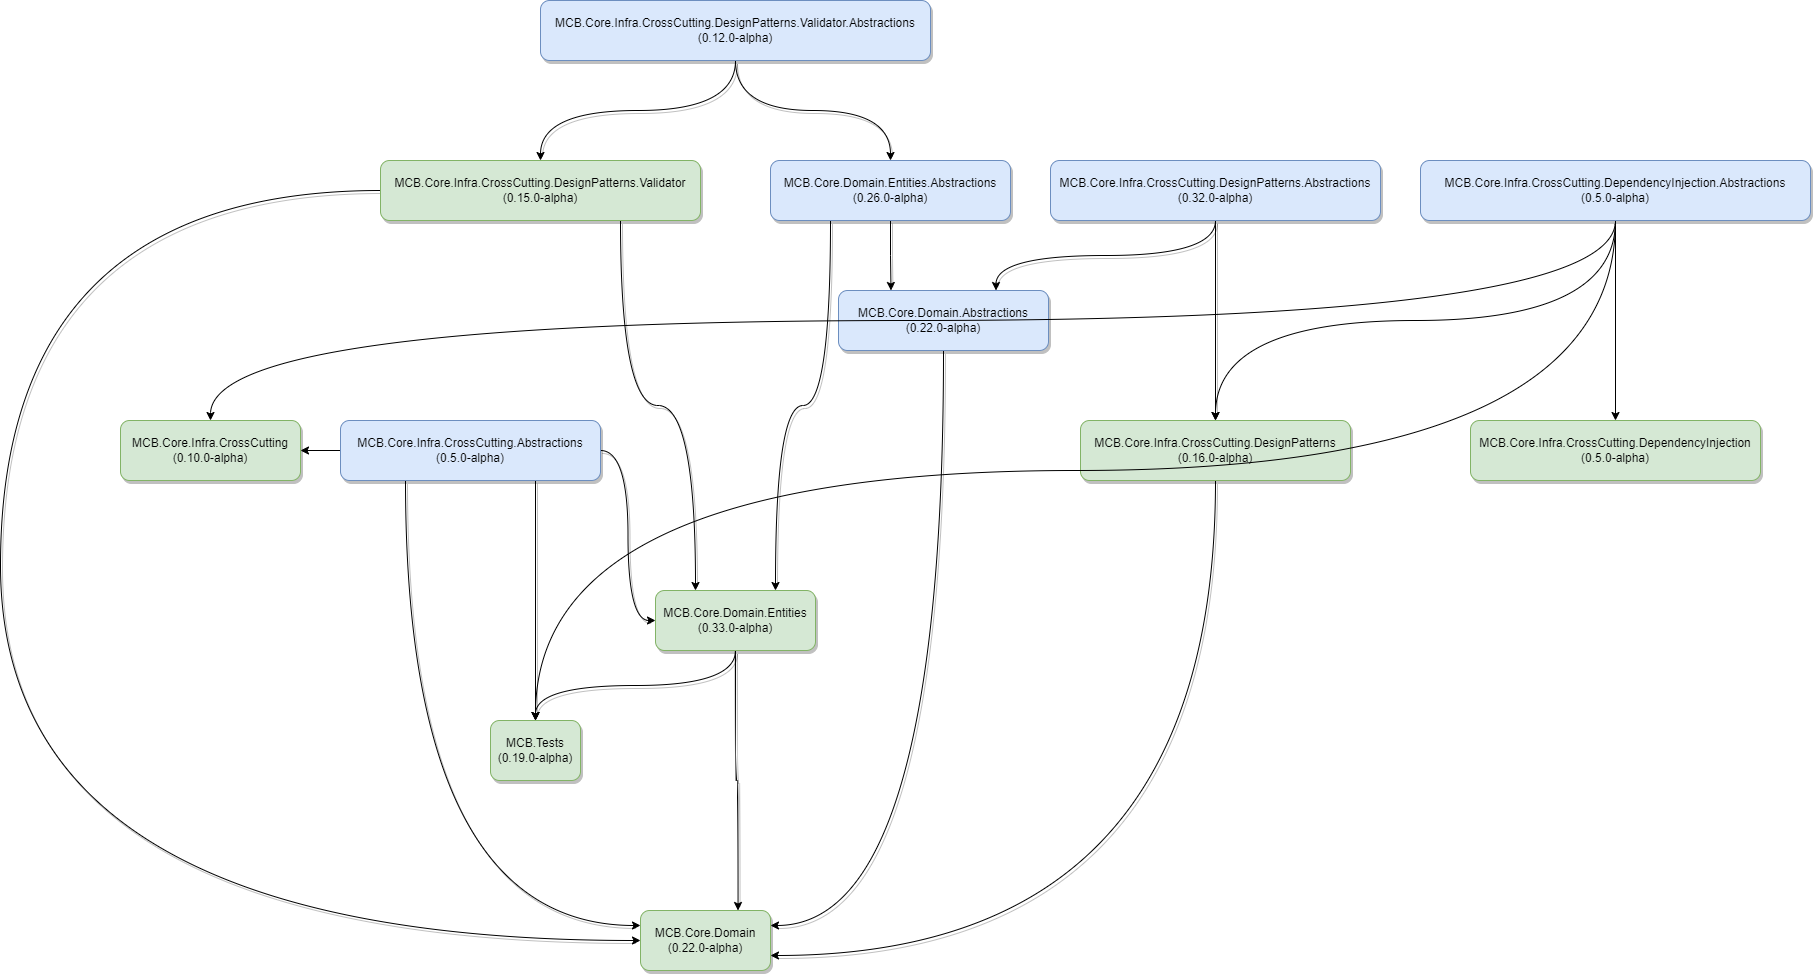 MCB.Core.Infra.CrossCutting.DesignPatterns.Validator.Abstractions
(0.12.0-alpha)
MCB.Core.Infra.CrossCutting.DesignPatterns.Validator
(0.15.0-alpha)
MCB.Core.Domain.Entities.Abstractions
(0.26.0-alpha)
MCB.Core.Infra.CrossCutting.DesignPatterns.Abstractions
(0.32.0-alpha)
MCB.Core.Infra.CrossCutting.DependencyInjection.Abstractions
(0.5.0-alpha)
MCB.Core.Domain.Abstractions
(0.22.0-alpha)
MCB.Core.Infra.CrossCutting
(0.10.0-alpha)
MCB.Core.Infra.CrossCutting.Abstractions
(0.5.0-alpha)
MCB.Core.Infra.CrossCutting.DesignPatterns
(0.16.0-alpha)
MCB.Core.Infra.CrossCutting.DependencyInjection
(0.5.0-alpha)
MCB.Core.Domain.Entities
(0.33.0-alpha)
MCB.Tests
(0.19.0-alpha)
MCB.Core.Domain
(0.22.0-alpha)